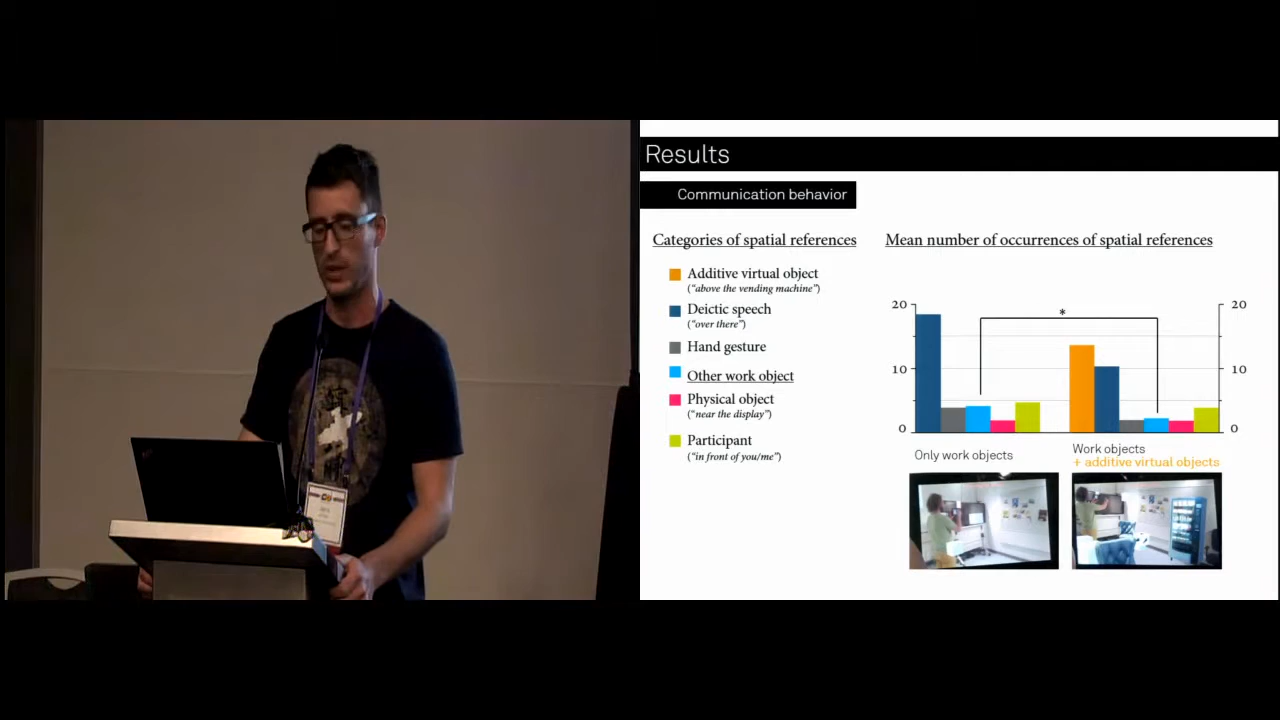 Results
Communication behavior
Categories of spatial references
Additive virtual object
(“above the vending machine”)
Deictic speech
(“over there”)
Hand gesture
Other work object
Physical object
(“near the display”)
Participant
(“in front of you/me”)
Mean number of occurrences of spatial references
20
10
0
*
20
10
0
Only work objects
Work objects
+ additive virtual objects